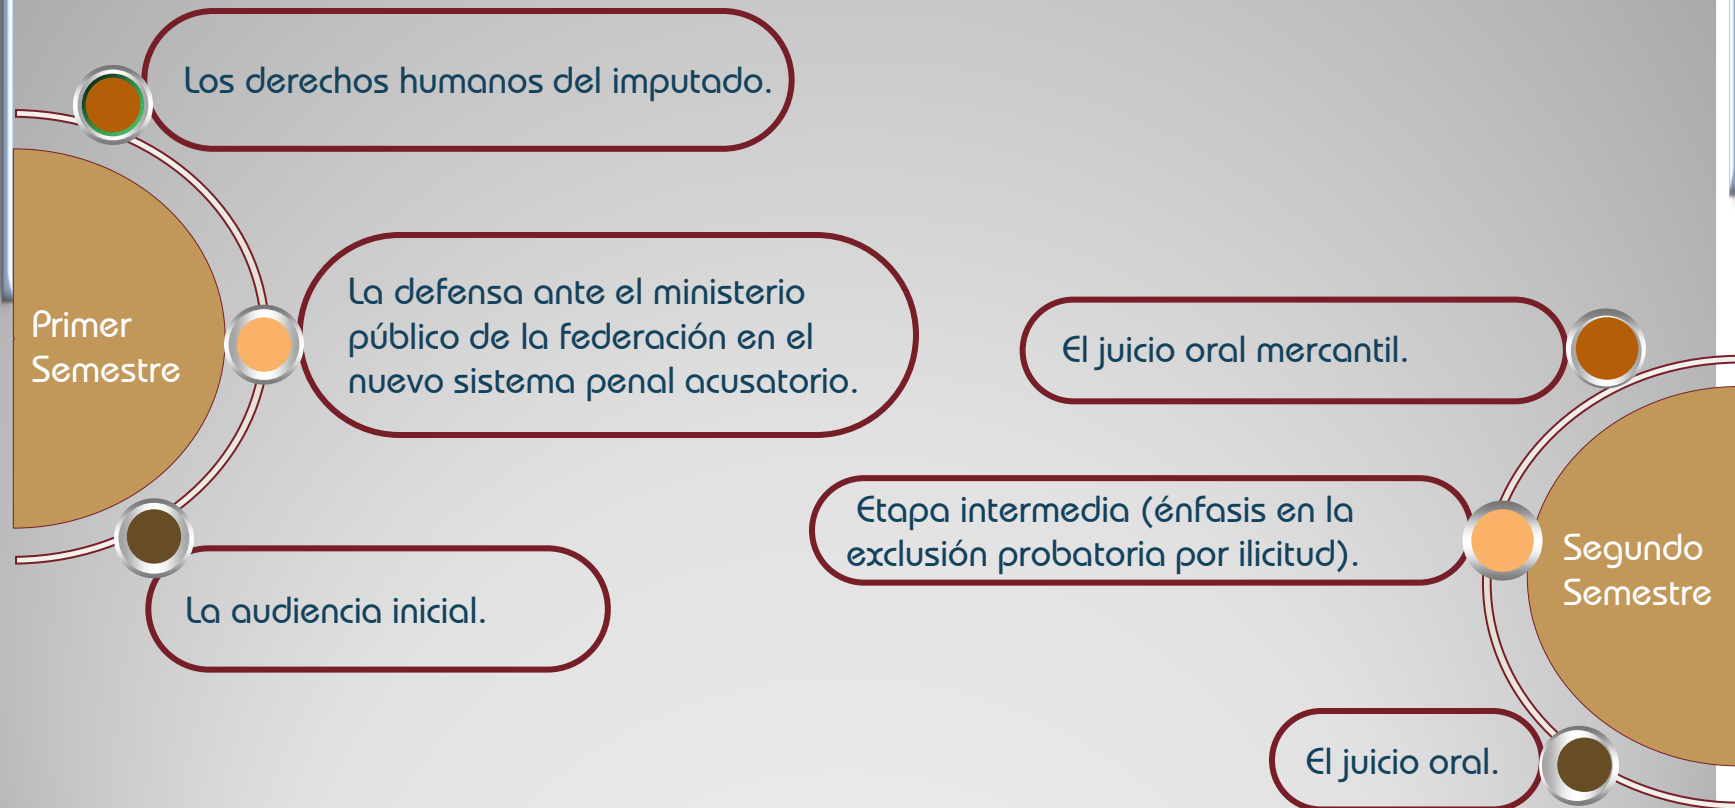 Primer
Semestre
Los derechos humanos del imputado.
La defensa ante el ministerio
público de la federación en el
nuevo sistema penal acusatorio.
La audiencia inicial.
Segundo
Semestre
El juicio oral mercantil.
Etapa intermedia (énfasis en la
exclusión probatoria por ilicitud).
El juicio oral.